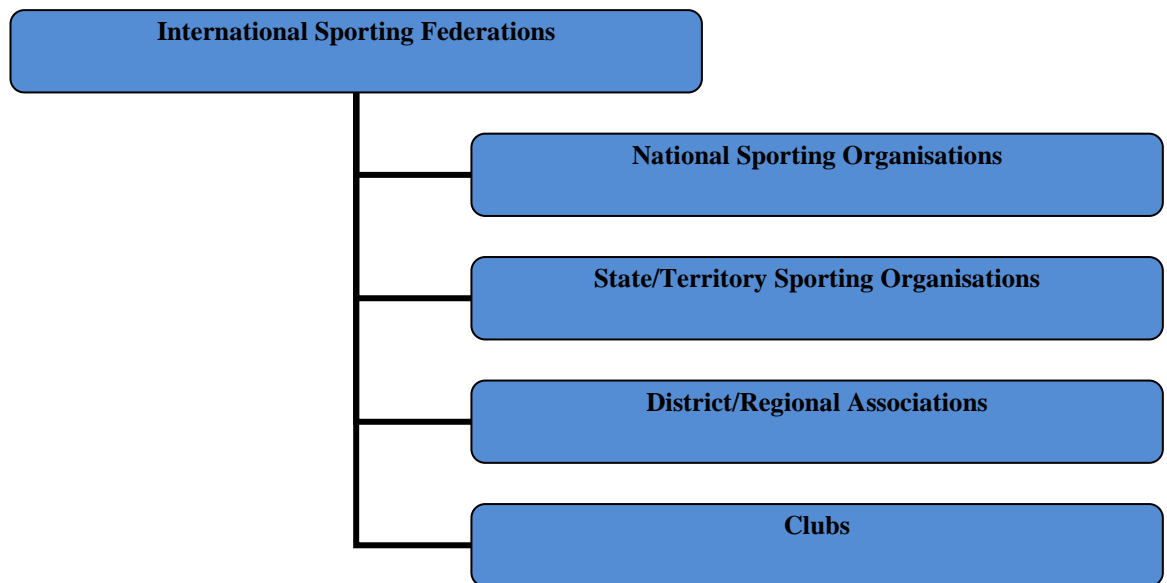 International Sporting Federations
National Sporting Organisations
State/Territory Sporting Organisations
District/Regional Associations
Clubs